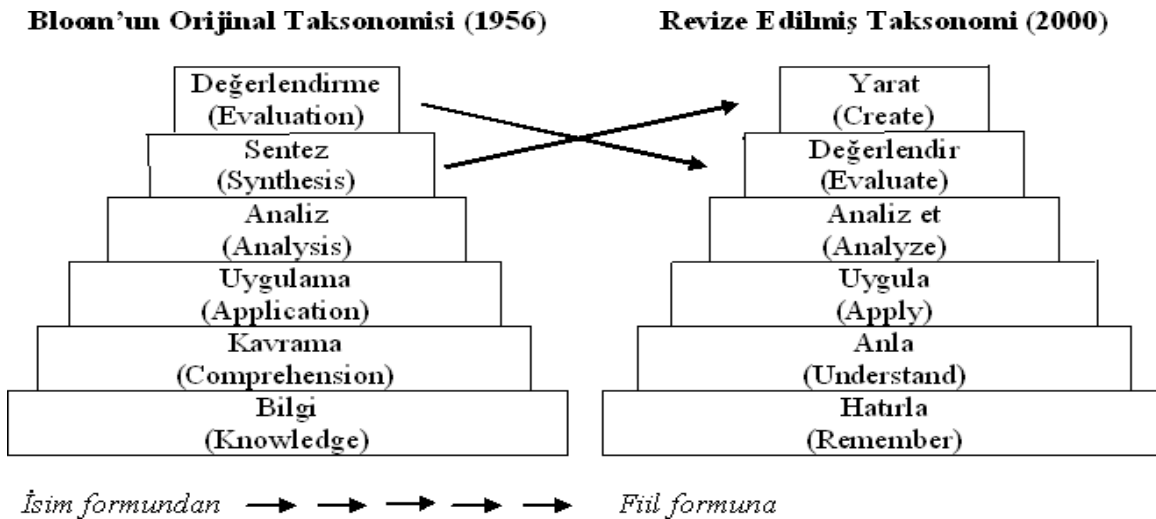 Bloom'un Orijinal Taksonomisi (1956)
Değerlendirme
(Evaluation)
Sentez
(Synthesis)
Analiz
(Analysis)
Uygulama
(Application)
Kavrama
(Comprehension)
Bilgi
(Knowledge)
Revize Edilmiş Taksonomi (2000)
Yarat
(Create)
Değerlendir
(Evaluate)
Analiz et
(Analyze)
Uygula
(Apply)
Anla
(Understand)
Hatırla
(Remember)
İsim formundan
Fiil formuna